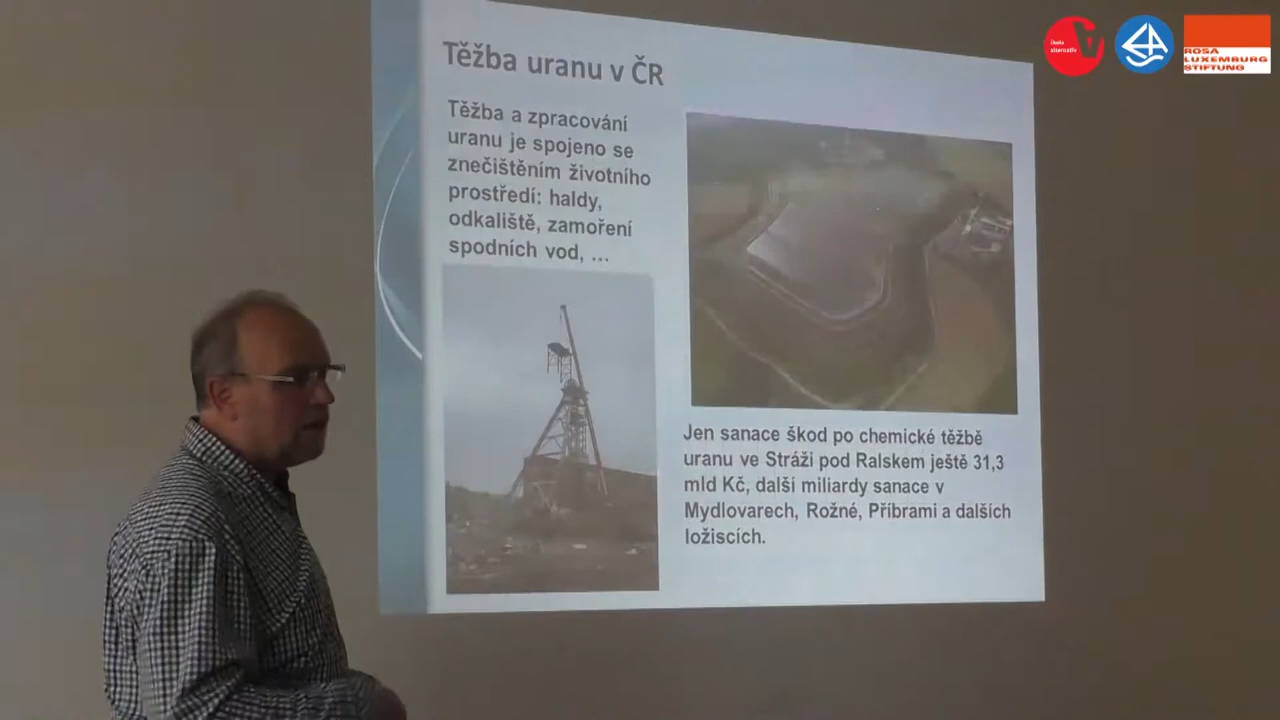 Těžba uranu v ČR
Těžba a zpracování
uranu je spojeno se
znečištěním životního
prostředí: haldy,
odkaliště, zamoření
spodních vod, ...
Jen sanace škod po chemické těžbě
uranu ve Stráži pod Ralskem ještě 31,3
mld Kč, další miliardy sanace v
Mydlovarech, Rožné, Příbrami a dalších
ložiscích.
ROSA
LUXEMBURG
STIFTUNG